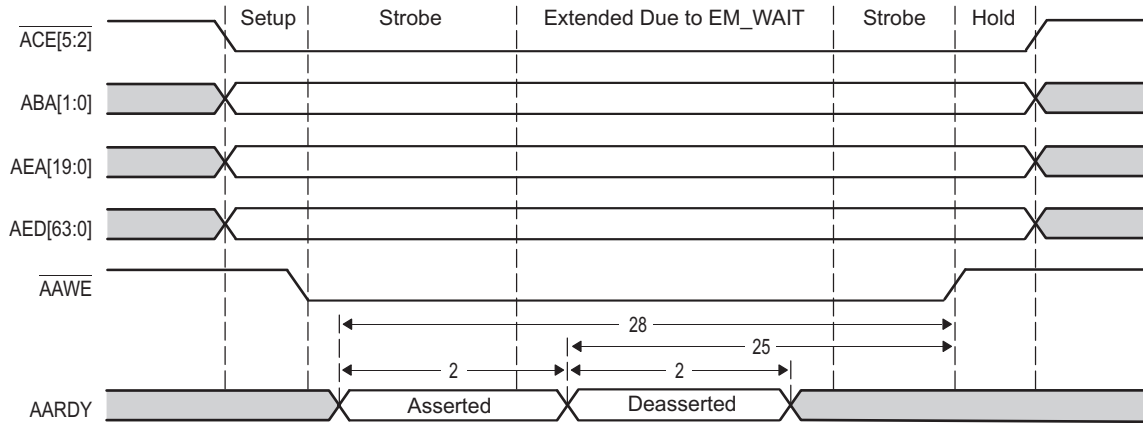 Setup Strobe Extended Due to EM_WAIT Strobe Hold
ACE[5:2]
ABA[1:0]
AEA[19:0]
AED[63:0]
AAWE
28
25
2 2
AARDY Asserted Deasserted